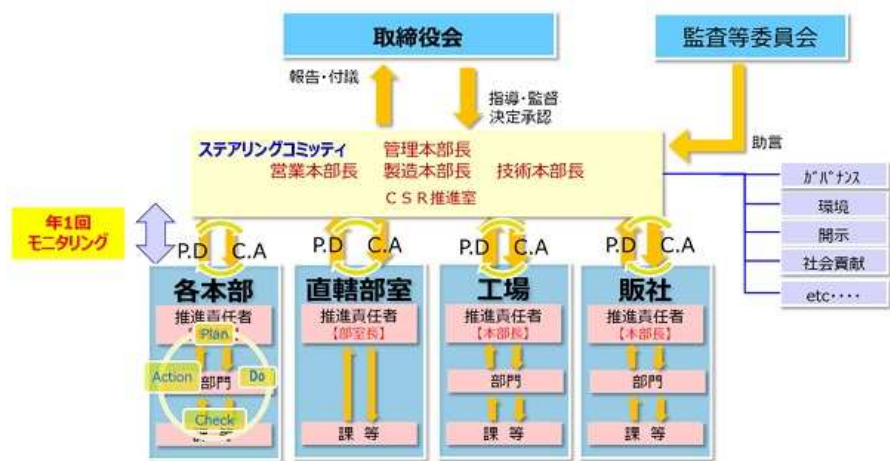 取締役会
監査等委員会
報告・付議
指導・監督
決定承認
助言
ステアリングコミッティ 管理本部長
営業本部長 製造本部長 技術本部長
CSR推進室
ガバナンス
環境
開示
社会貢献
etc‥‥
年1回
モニタリング
P.D C.A
P.D C.A
P.D C.A
P.D C.A
各本部
推進責任者
【本部長】
Plan
Action
部門
Do
Check
課 等
直轄部室
推進責任者
【部室長】
課 等
工場
推進責任者
【本部長】
部門
課 等
販社
推進責任者
【本部長】
部門
課 等